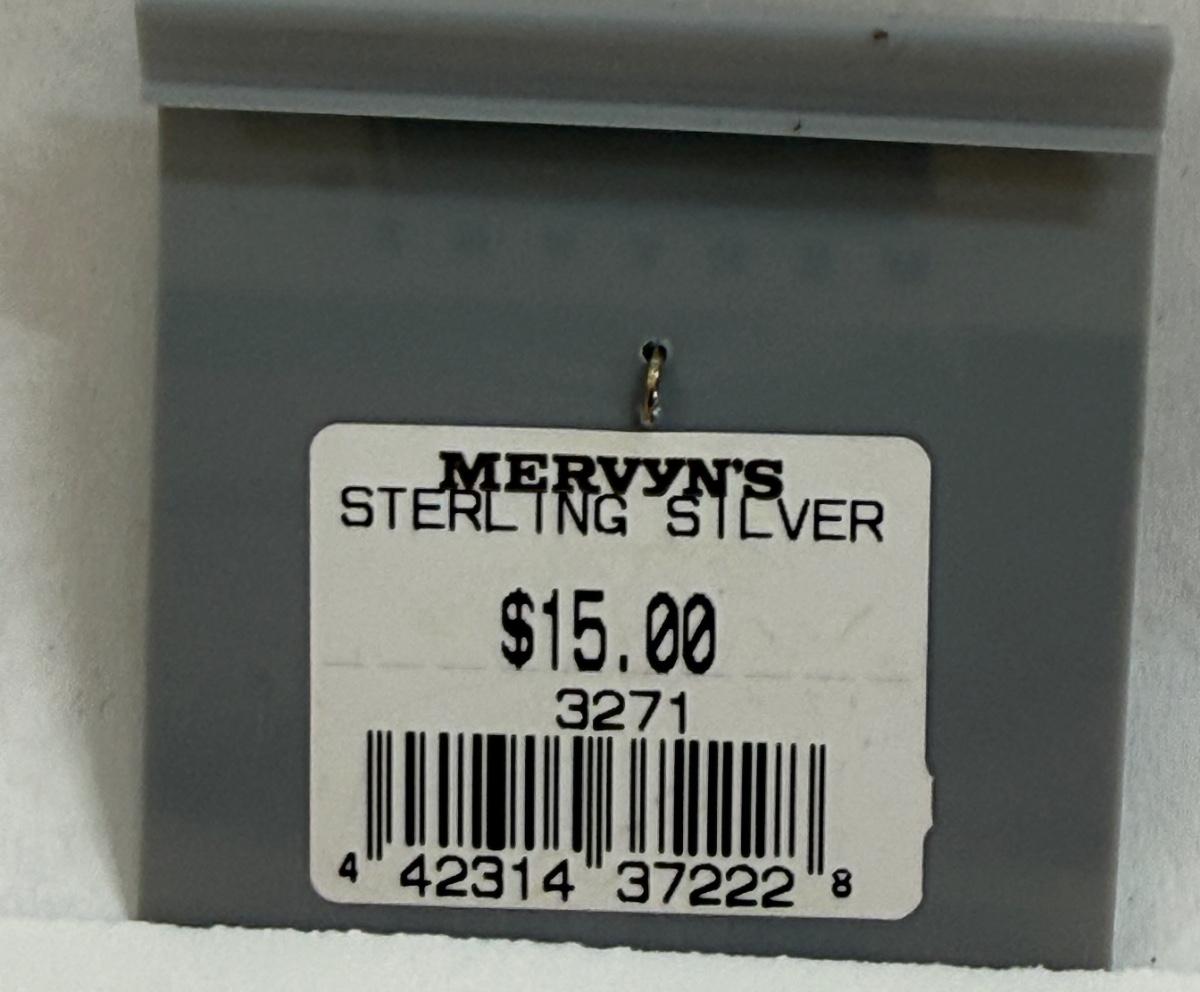 MERVYN'S
STERLING SILVER
$15.00
3271
4 42314 37222 8